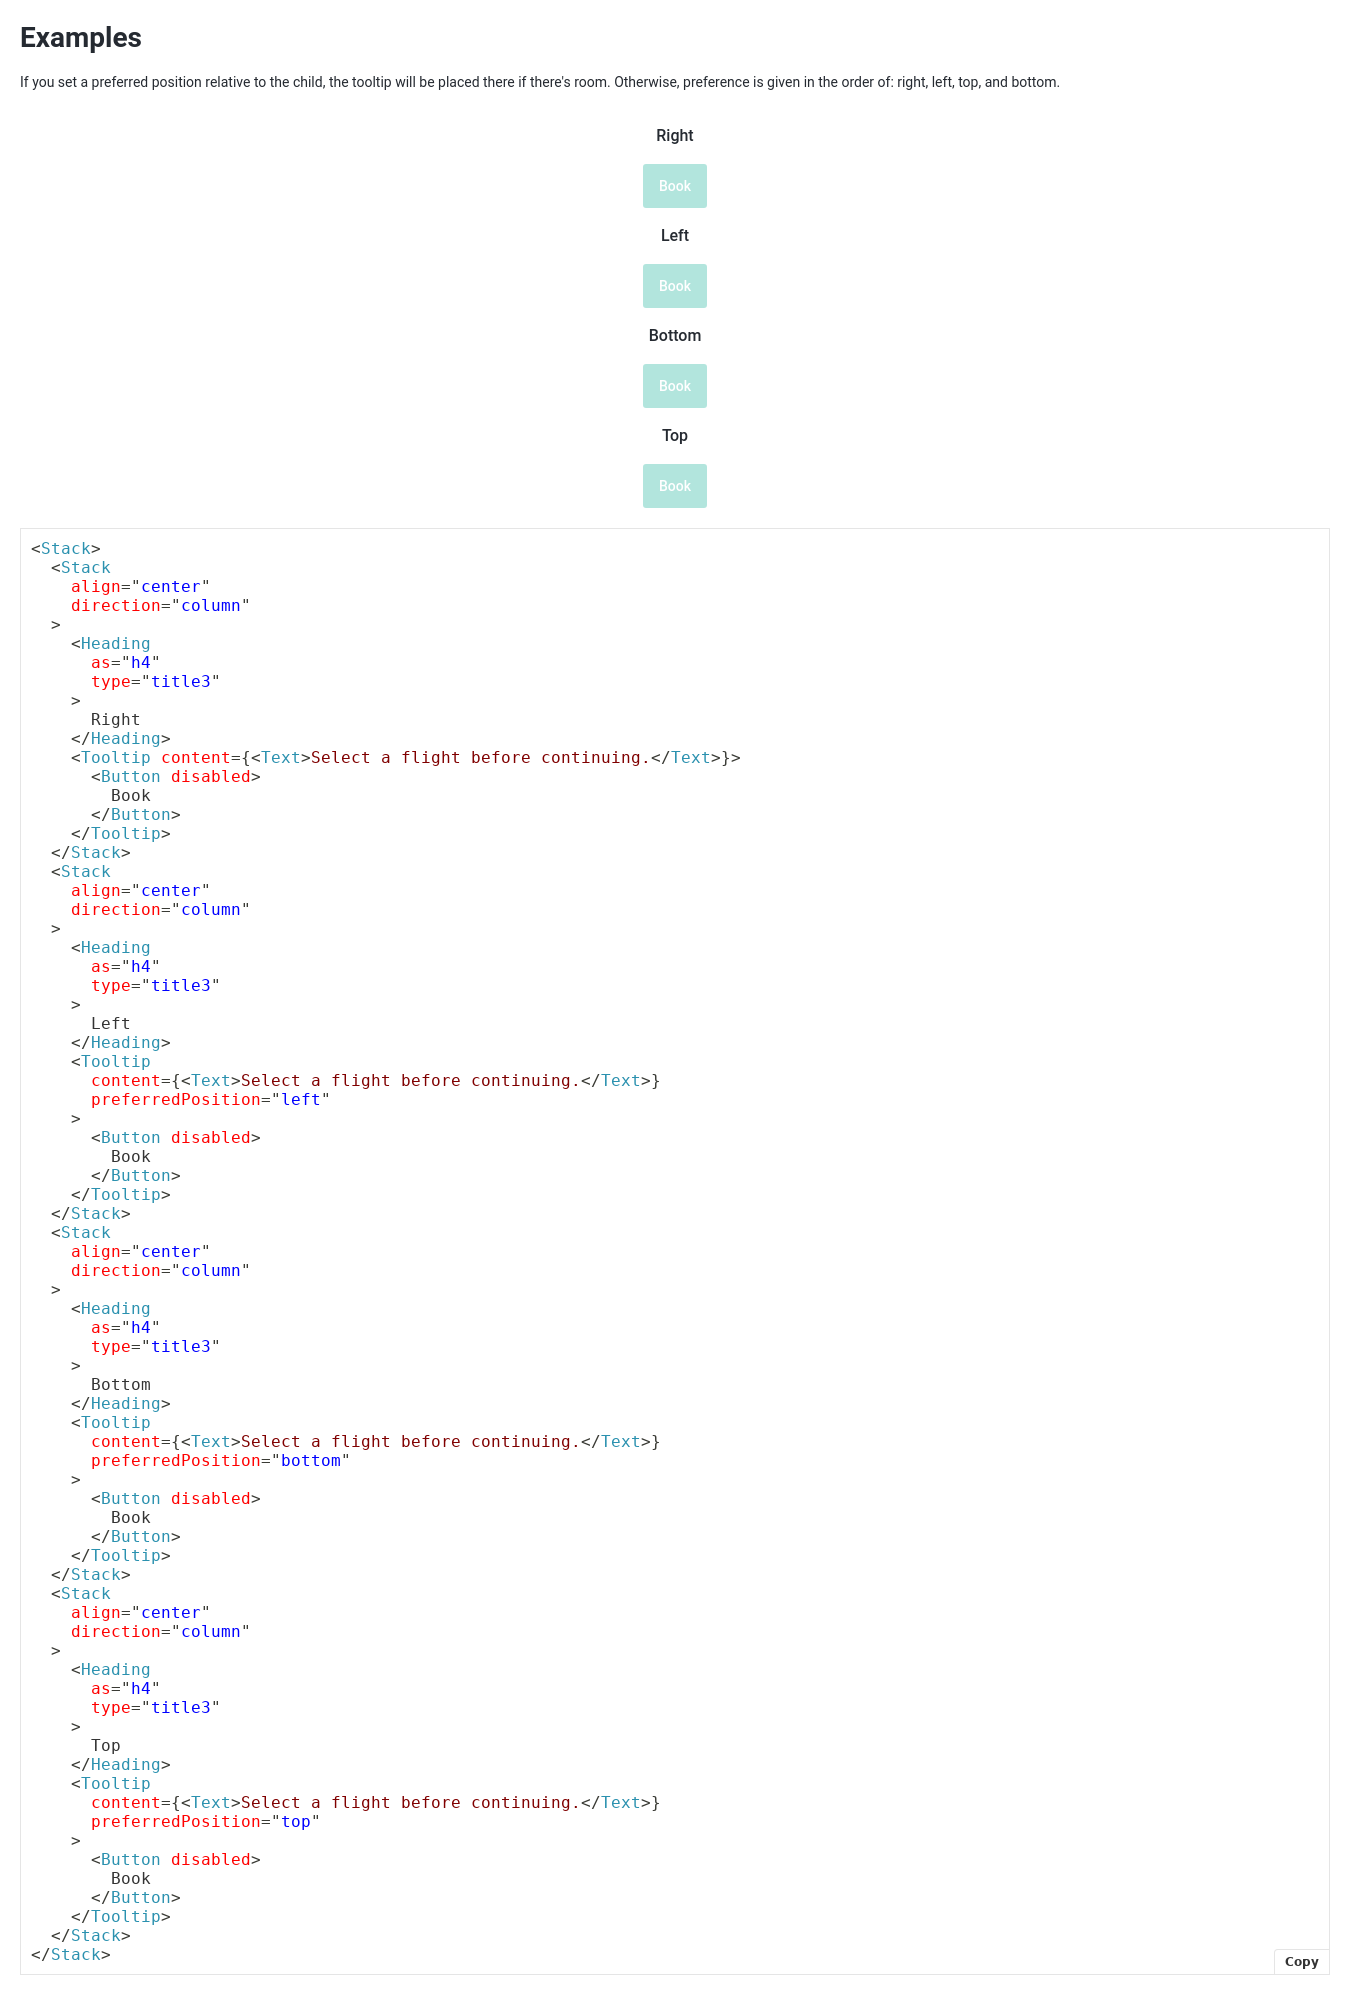 Examples
If you set a preferred position relative to the child, the tooltip will be placed there if there's room. Otherwise, preference is given in the order of: right, left, top, and bottom.
Right
Book
Left
Book
Bottom
Book
Top
Book
<Stack>
  <Stack
    align="center"
    direction="column"
  >
    <Heading
      as="h4"
      type="title3"
    >
      Right
    </Heading>
    <Tooltip content={<Text>Select a flight before continuing.</Text>}>
      <Button disabled>
        Book
      </Button>
    </Tooltip>
  </Stack>
  <Stack
    align="center"
    direction="column"
  >
    <Heading
      as="h4"
      type="title3"
    >
      Left
    </Heading>
    <Tooltip
      content={<Text>Select a flight before continuing.</Text>}
      preferredPosition="left"
    >
      <Button disabled>
        Book
      </Button>
    </Tooltip>
  </Stack>
  <Stack
    align="center"
    direction="column"
  >
    <Heading
      as="h4"
      type="title3"
    >
      Bottom
    </Heading>
    <Tooltip
      content={<Text>Select a flight before continuing.</Text>}
      preferredPosition="bottom"
    >
      <Button disabled>
        Book
      </Button>
    </Tooltip>
  </Stack>
  <Stack
    align="center"
    direction="column"
  >
    <Heading
      as="h4"
      type="title3"
    >
      Top
    </Heading>
    <Tooltip
      content={<Text>Select a flight before continuing.</Text>}
      preferredPosition="top"
    >
      <Button disabled>
        Book
      </Button>
    </Tooltip>
  </Stack>
</Stack>
Copy